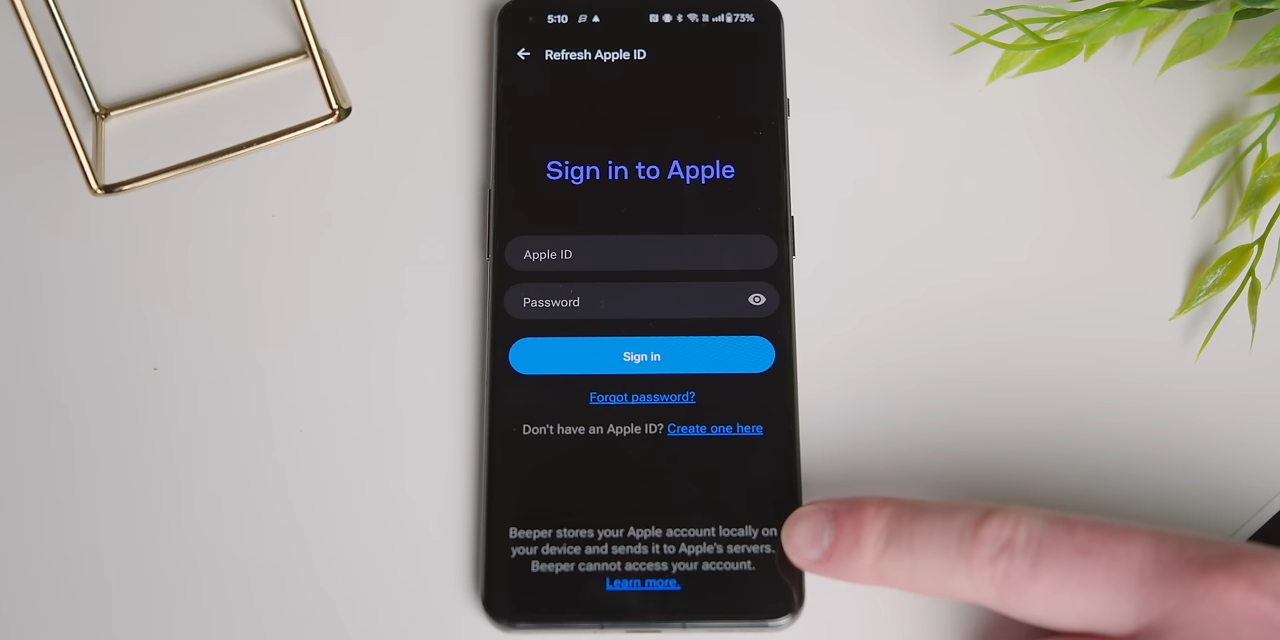 5:10 73%
Refresh Apple ID
Sign in to Apple
Apple ID
Password
Sign in
Forgot password?
Don't have an Apple ID? Create one here
Beeper stores your Apple account locally on
your device and sends it to Apple's servers.
Beeper cannot access your account.
Learn more.